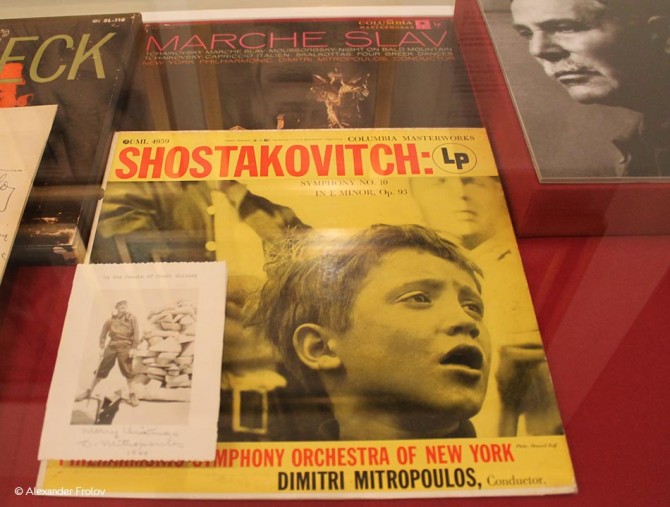 ECK
OL-118
COLUMBIA
MASTERWORKS
MARCHE SLAV
TCHAIKOVSKY MARCHE SLAV • MOUSSORGSKY NIGHT ON BALD MOUNTAIN
TCHAIKOVSKY CAPRICCIO ITALIEN • SKALKOTTAS FOUR GREEK DANCES
NEW YORK PHILHARMONIC, DIMITRI MITROPOULOS, CONDUCTOR
ML 4959
COLUMBIA MASTERWORKS
SHOSTAKOVITCH:
LP
SYMPHONY NO. 10
IN E MINOR, Op. 93
Merry Christmas
D. Mitropoulos
PHILHARMONIC-SYMPHONY ORCHESTRA OF NEW YORK
DIMITRI MITROPOULOS, Conductor.
© Alexander Frolov